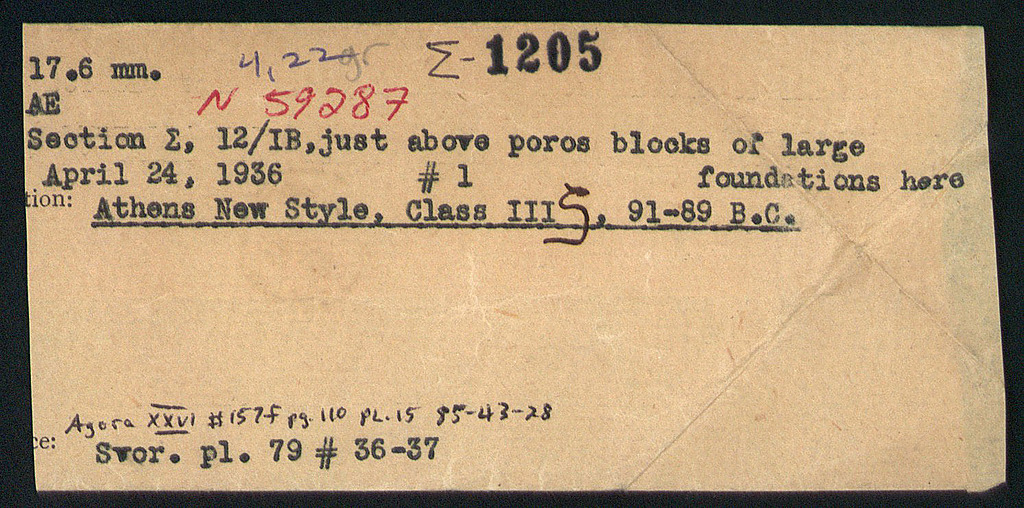 17.6 mm. 4,22gr Σ-1205
AE N 59287
Section Σ, 12/IB, just above poros blocks of large
April 24, 1936 # 1 foundations here
tion: Athens New Style, Class III 5, 91-89 B.C.
Agora XXVI #157f pg. 110 pl. 15 85-43-28
ce: Svor. pl. 79 # 36-37